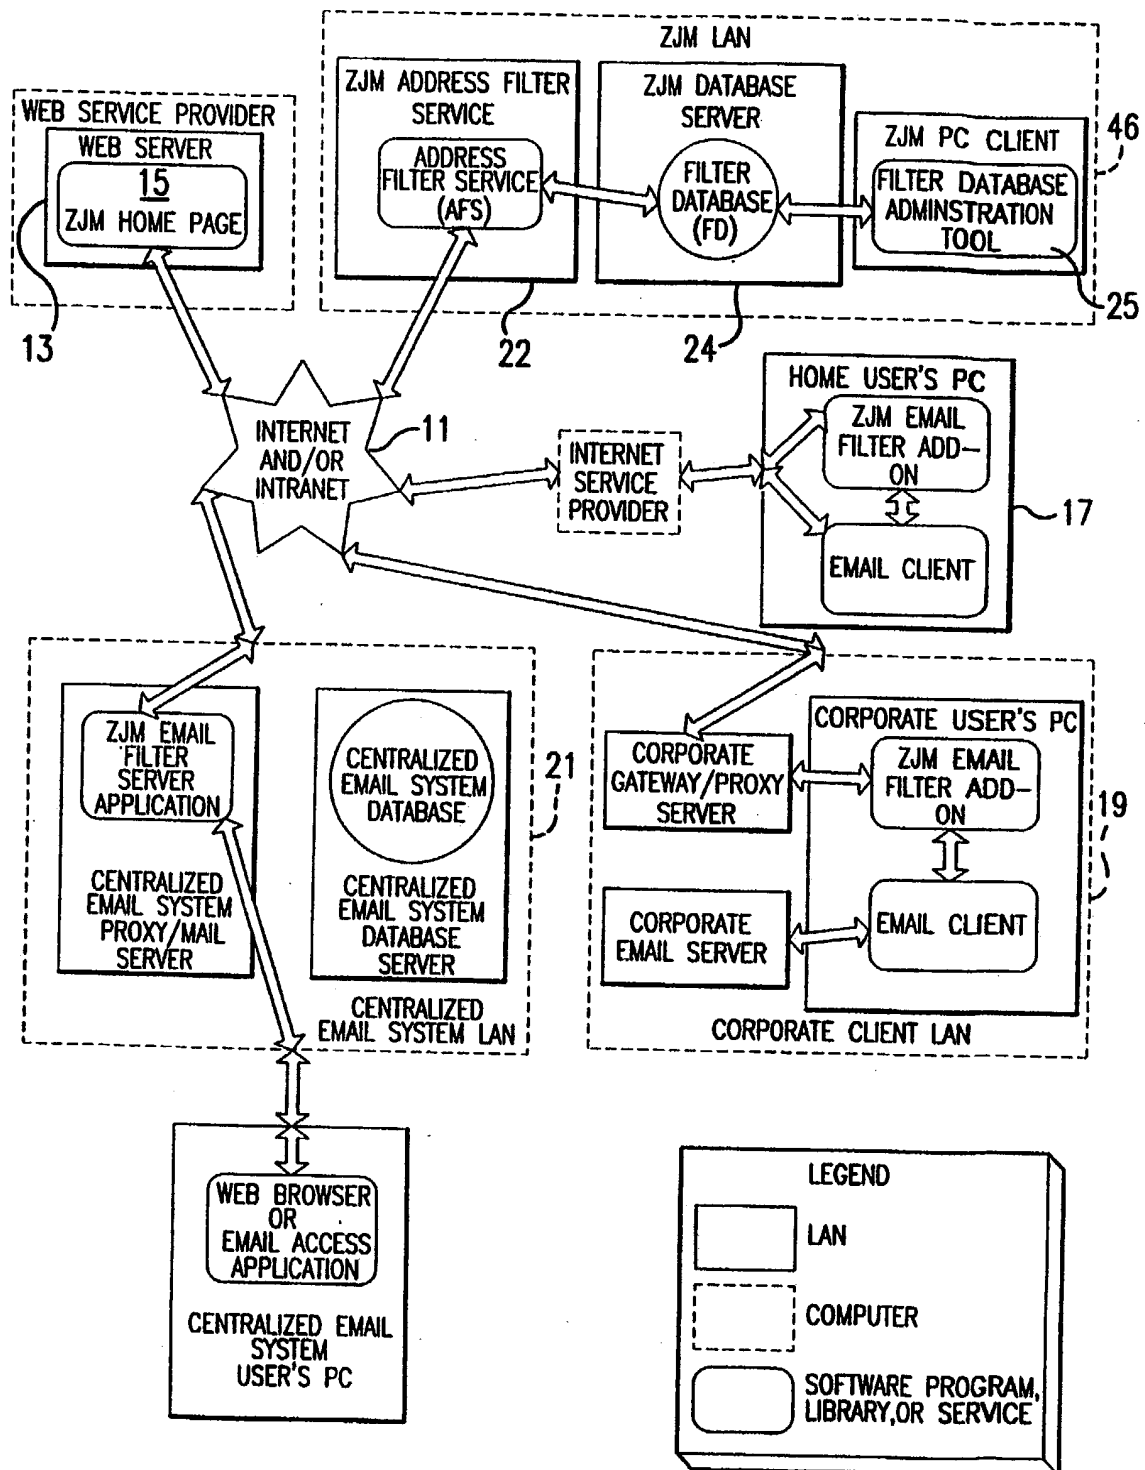 ZJM LAN
WEB SERVICE PROVIDER
WEB SERVER
15
ZJM HOME PAGE
13
ZJM ADDRESS FILTER
SERVICE
ADDRESS
FILTER SERVICE
(AFS)
22
ZJM DATABASE
SERVER
FILTER
DATABASE
(FD)
24
ZJM PC CLIENT
FILTER DATABASE
ADMINSTRATION
TOOL
25
46
INTERNET
AND/OR
INTRANET
11
INTERNET
SERVICE
PROVIDER
HOME USER'S PC
ZJM EMAIL
FILTER ADD-
ON
EMAIL CLIENT
17
ZJM EMAIL
FILTER
SERVER
APPLICATION
CENTRALIZED
EMAIL SYSTEM
PROXY/MAIL
SERVER
CENTRALIZED
EMAIL SYSTEM
DATABASE
CENTRALIZED
EMAIL SYSTEM
DATABASE
SERVER
CENTRALIZED
EMAIL SYSTEM LAN
21
CORPORATE
GATEWAY/PROXY
SERVER
CORPORATE
EMAIL SERVER
CORPORATE USER'S PC
ZJM EMAIL
FILTER ADD-
ON
EMAIL CLIENT
CORPORATE CLIENT LAN
19
WEB BROWSER
OR
EMAIL ACCESS
APPLICATION
CENTRALIZED EMAIL
SYSTEM
USER'S PC
LEGEND
LAN
COMPUTER
SOFTWARE PROGRAM,
LIBRARY,OR SERVICE